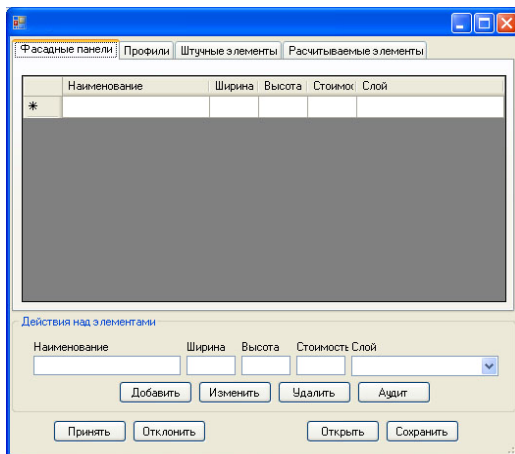 Фасадные панели Профили Штучные элементы Расчитываемые элементы
Наименование Ширина Высота Стоимос Слой
Действия над элементами
Наименование Ширина Высота Стоимость Слой
Добавить Изменить Удалить Аудит
Принять Отклонить Открыть Сохранить